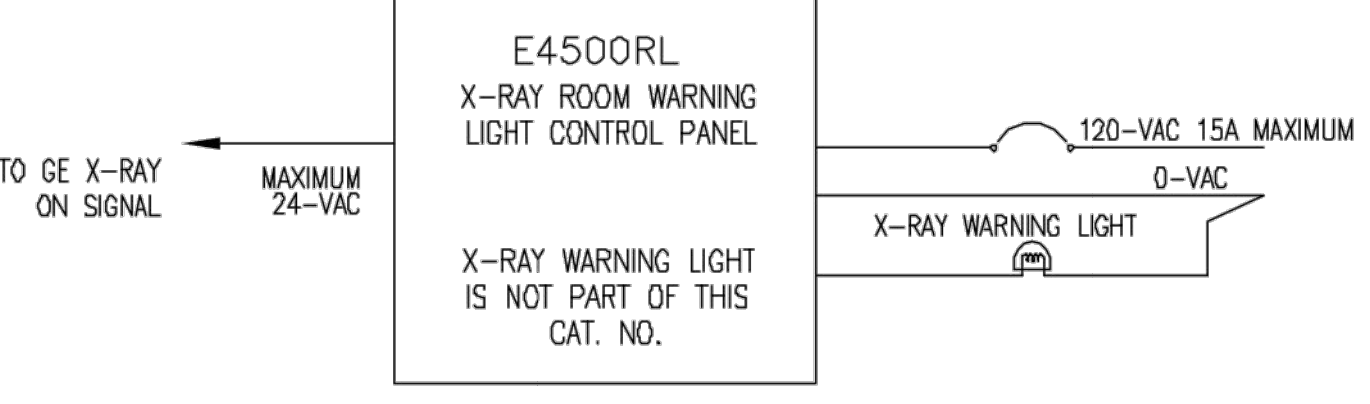 E4500RL
X-RAY ROOM WARNING
LIGHT CONTROL PANEL
120-VAC 15A MAXIMUM
TO GE X-RAY
ON SIGNAL
MAXIMUM
24-VAC
0-VAC
X-RAY WARNING LIGHT
X-RAY WARNING LIGHT
IS NOT PART OF THIS
CAT. NO.